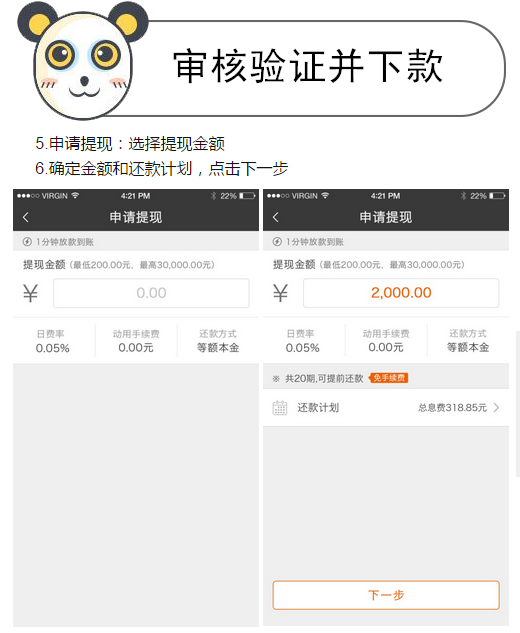 审核验证并下款
5.申请提现：选择提现金额
6.确定金额和还款计划，点击下一步
VIRGIN 4:21 PM 22%
申请提现
1分钟放款到账
提现金额（最低200.00元，最高30,000.00元）
¥ 0.00
日费率 动用手续费 还款方式
0.05% 0.00元 等额本金
VIRGIN 4:21 PM 22%
申请提现
1分钟放款到账
提现金额（最低200.00元，最高30,000.00元）
¥ 2,000.00
日费率 动用手续费 还款方式
0.05% 0.00元 等额本金
※ 共20期,可提前还款 免手续费
还款计划 总息费318.85元
下一步